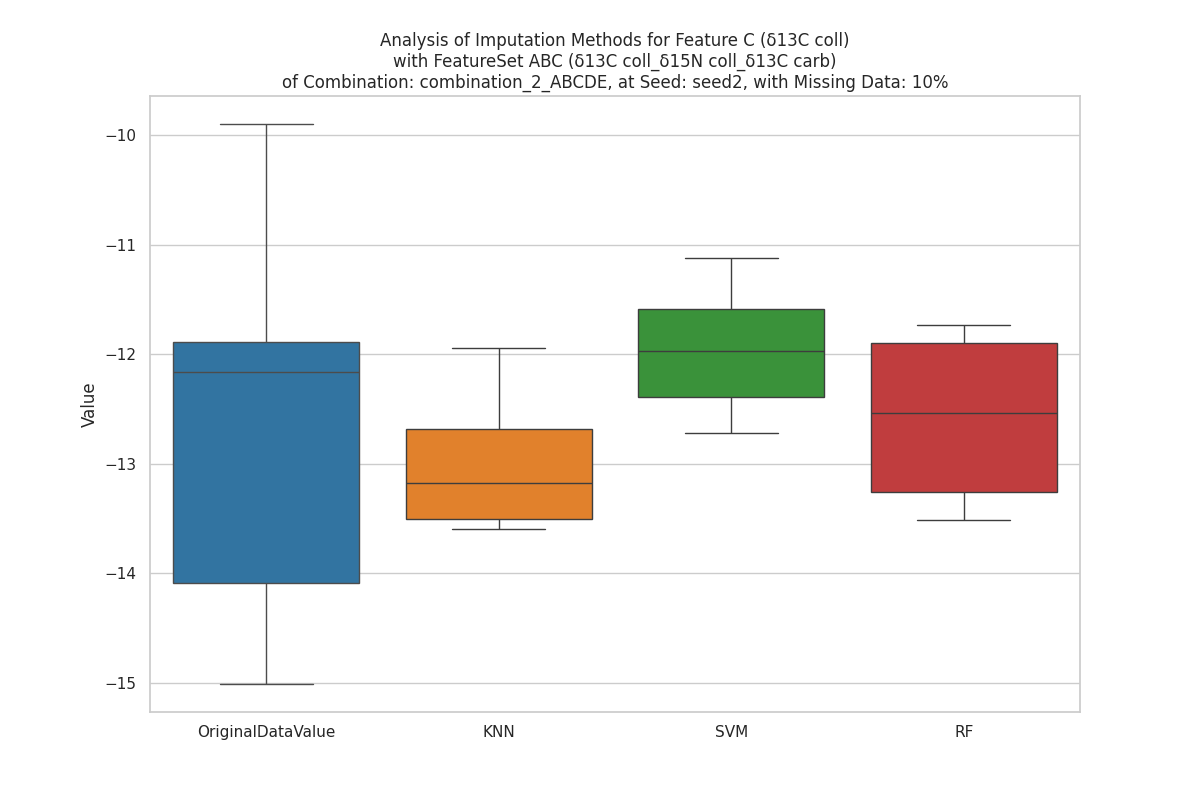 Analysis of Imputation Methods for Feature C (δ13C coll)
with FeatureSet ABC (δ13C coll_δ15N coll_δ13C carb)
of Combination: combination_2_ABCDE, at Seed: seed2, with Missing Data: 10%
Value
−10
−11
−12
−13
−14
−15
OriginalDataValue
KNN
SVM
RF